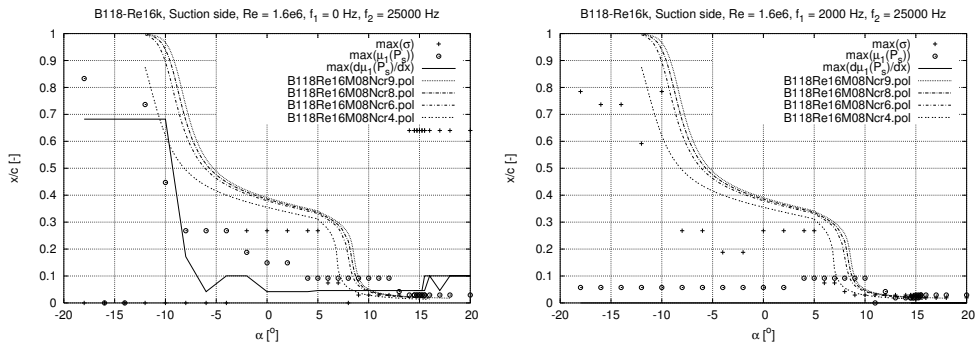 B118-Re16k, Suction side, Re = 1.6e6, f₁ = 0 Hz, f₂ = 25000 Hz
max(σ)
max(μ₁(Pₛ))
max(dμ₁(Pₛ)/dx)
B118Re16M08Ncr9.pol
B118Re16M08Ncr8.pol
B118Re16M08Ncr6.pol
B118Re16M08Ncr4.pol
x/c [-]
1
0.9
0.8
0.7
0.6
0.5
0.4
0.3
0.2
0.1
0
-20 -15 -10 -5 0 5 10 15 20
α [°]
B118-Re16k, Suction side, Re = 1.6e6, f₁ = 2000 Hz, f₂ = 25000 Hz
max(σ)
max(μ₁(Pₛ))
max(dμ₁(Pₛ)/dx)
B118Re16M08Ncr9.pol
B118Re16M08Ncr8.pol
B118Re16M08Ncr6.pol
B118Re16M08Ncr4.pol
x/c [-]
1
0.9
0.8
0.7
0.6
0.5
0.4
0.3
0.2
0.1
0
-20 -15 -10 -5 0 5 10 15 20
α [°]